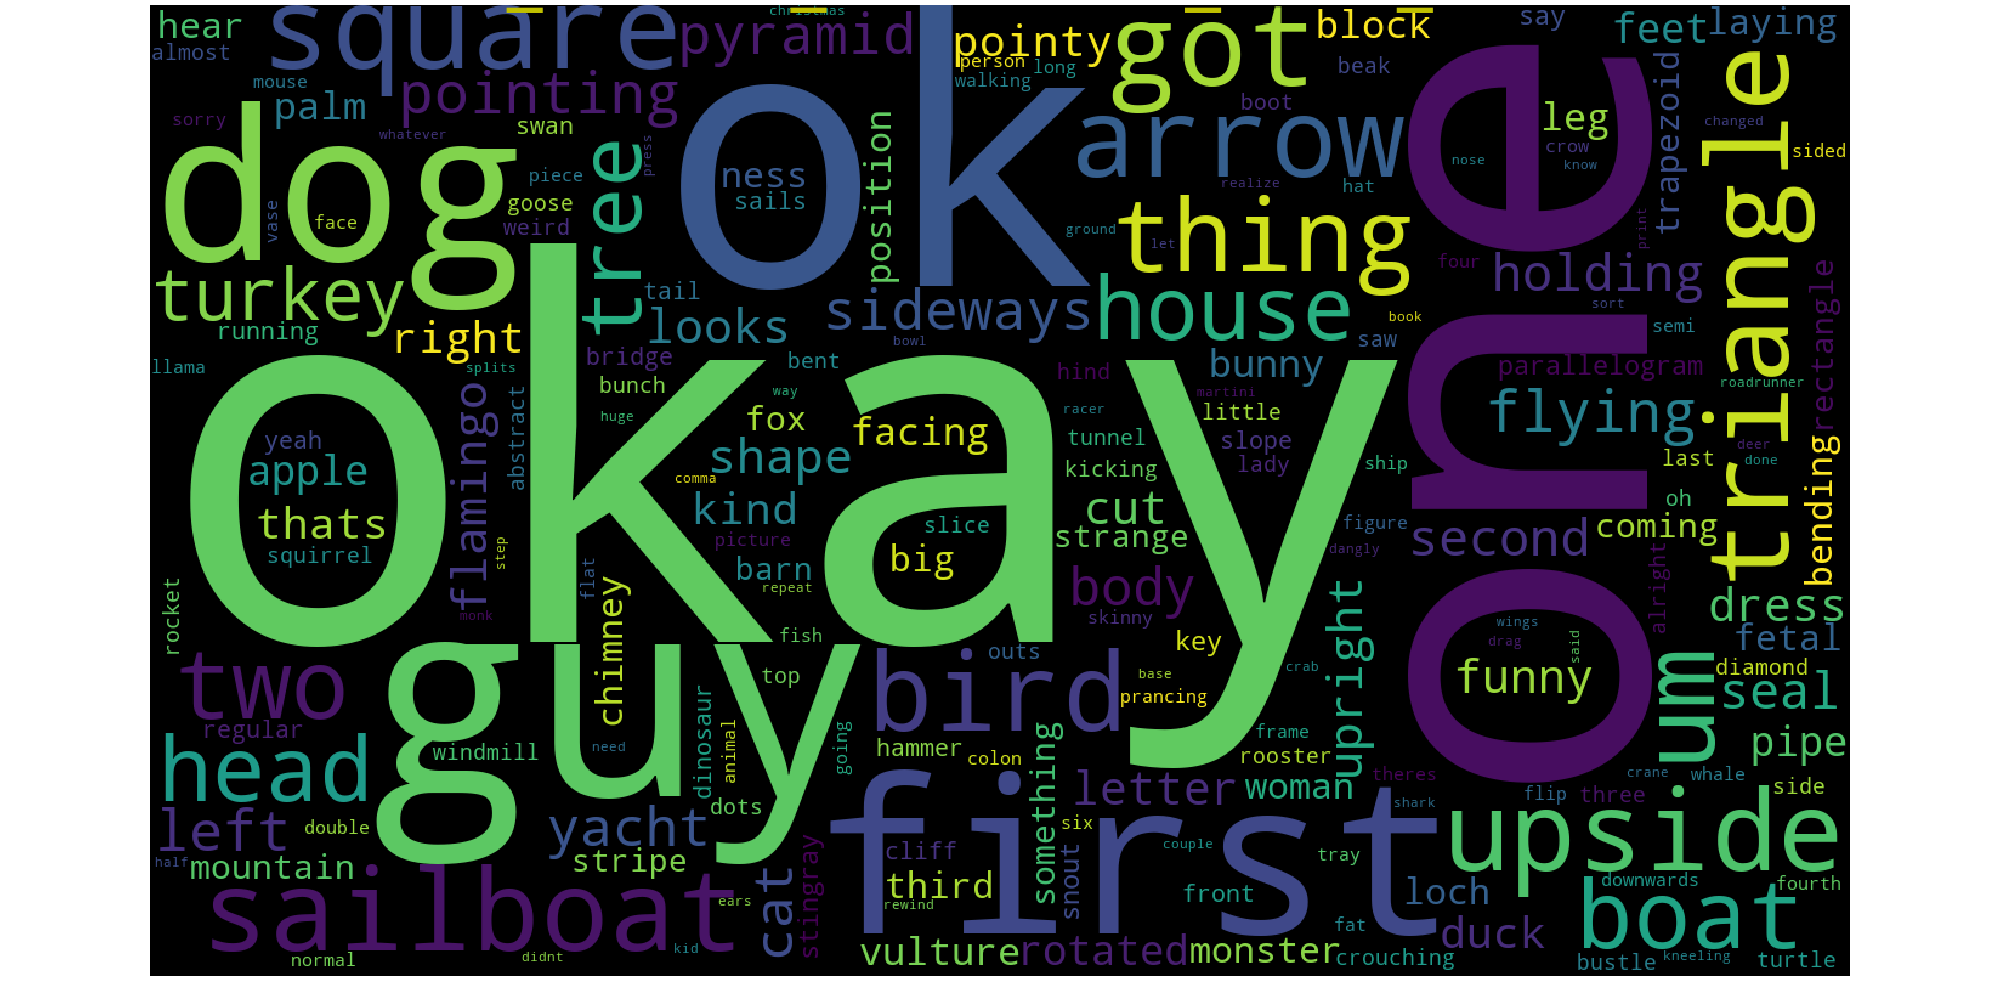 hear
square
pyramid
pointy
got
block
say
feet
laying
christmas
almost
mouse
palm
pointing
ok
person
long
walking
beak
boot
arrow
one
leg
trapezoid
triangle
changed
sided
sorry
whatever
swan
dog
tree
press
position
ness
sails
piece
goose
weird
vase
face
realize
hat
crow
know
nose
ground
let
thing
print
four
holding
rectangle
turkey
running
right
tail
looks
sideways
bowl
house
book
sort
saw
semi
llama
splits
bridge
bent
bunch
way
huge
hind
bunny
martini
racer
little
parallelogram
roadrunner
flying
okay
yeah
apple
thats
squirrel
flamingo
abstract
fox
facing
shape
comma
kind
slice
big
picture
barn
repeat
tunnel
slope
kicking
lady
ship
cut
strange
figure
dangly
last
deer
done
oh
coming
second
bending
rocket
monk
step
flat
chimney
fish
body
skinny
key
upright
alright
dress
fetal
diamond
seal
wings
drag
said
funny
um
pipe
two
regular
guy
head
windmill
need
dinosaur
animal
top
going
dots
bird
outs
base
prancing
crab
hammer
colon
something
frame
rooster
theres
letter
woman
crane
whale
flip
three
side
shark
left
double
yacht
stripe
half
mountain
sailboat
cat
stingray
ears
kid
normal
didnt
first
cliff
third
rewind
snout
six
couple
front
tray
upside
downwards
fourth
loch
boat
duck
fat
vulture
rotated
monster
crouching
bustle
kneeling
turtle